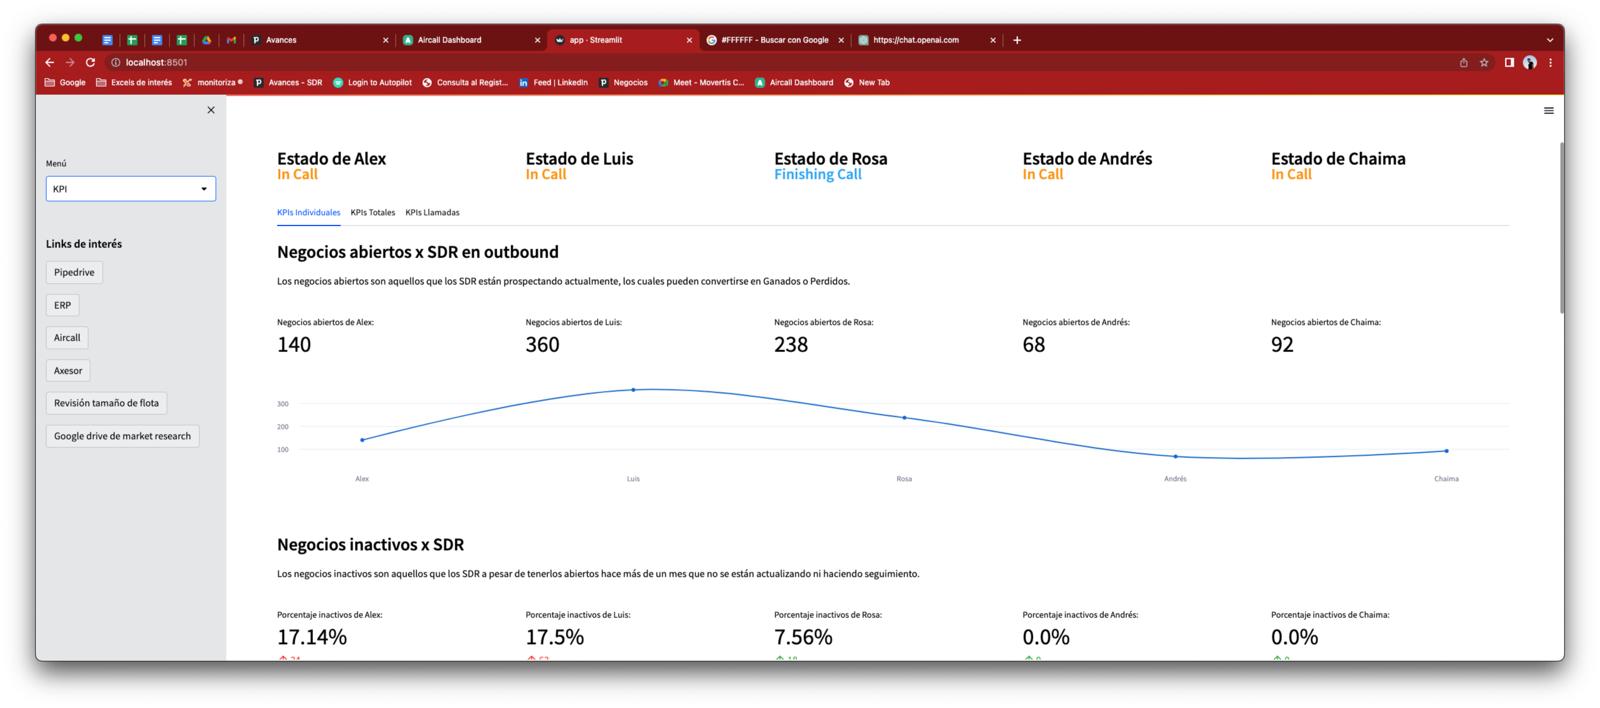 Avances
Aircall Dashboard
app · Streamlit
#FFFFFF - Buscar con Google
https://chat.openai.com
localhost:8501
Google
Excels de interés
monitoriza
Avances - SDR
Login to Autopilot
Consulta al Regist...
Feed | LinkedIn
Negocios
Meet - Movertis C...
Aircall Dashboard
New Tab
Menú
KPI
Links de interés
Pipedrive
ERP
Aircall
Axesor
Revisión tamaño de flota
Google drive de market research
Estado de Alex
In Call
Estado de Luis
In Call
Estado de Rosa
Finishing Call
Estado de Andrés
In Call
Estado de Chaima
In Call
KPIs Individuales
KPIs Totales
KPIs Llamadas
Negocios abiertos x SDR en outbound
Los negocios abiertos son aquellos que los SDR están prospectando actualmente, los cuales pueden convertirse en Ganados o Perdidos.
Negocios abiertos de Alex:
140
Negocios abiertos de Luis:
360
Negocios abiertos de Rosa:
238
Negocios abiertos de Andrés:
68
Negocios abiertos de Chaima:
92
300
200
100
Alex
Luis
Rosa
Andrés
Chaima
Negocios inactivos x SDR
Los negocios inactivos son aquellos que los SDR a pesar de tenerlos abiertos hace más de un mes que no se están actualizando ni haciendo seguimiento.
Porcentaje inactivos de Alex:
17.14%
Porcentaje inactivos de Luis:
17.5%
Porcentaje inactivos de Rosa:
7.56%
Porcentaje inactivos de Andrés:
0.0%
Porcentaje inactivos de Chaima:
0.0%